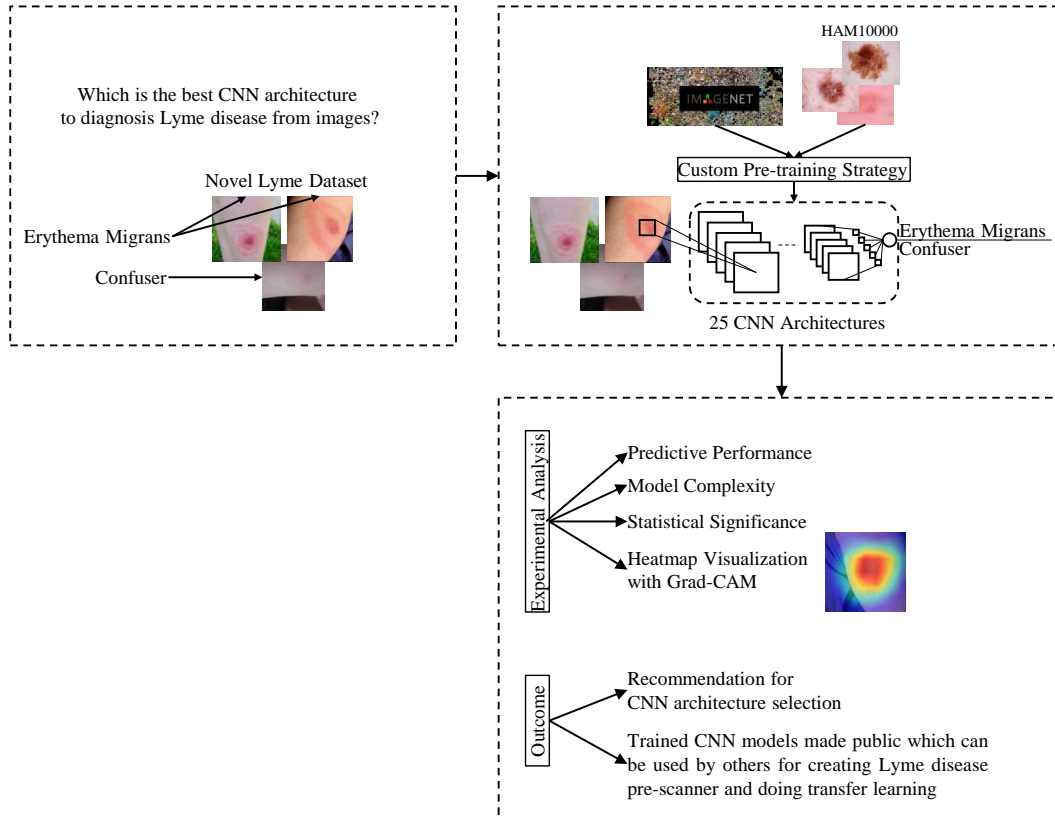 Which is the best CNN architecture
to diagnosis Lyme disease from images?
Novel Lyme Dataset
Erythema Migrans
Confuser
HAM10000
IMAGENET
Custom Pre-training Strategy
Erythema Migrans
Confuser
25 CNN Architectures
Experimental Analysis
Predictive Performance
Model Complexity
Statistical Significance
Heatmap Visualization
with Grad-CAM
Outcome
Recommendation for
CNN architecture selection
Trained CNN models made public which can
be used by others for creating Lyme disease
pre-scanner and doing transfer learning